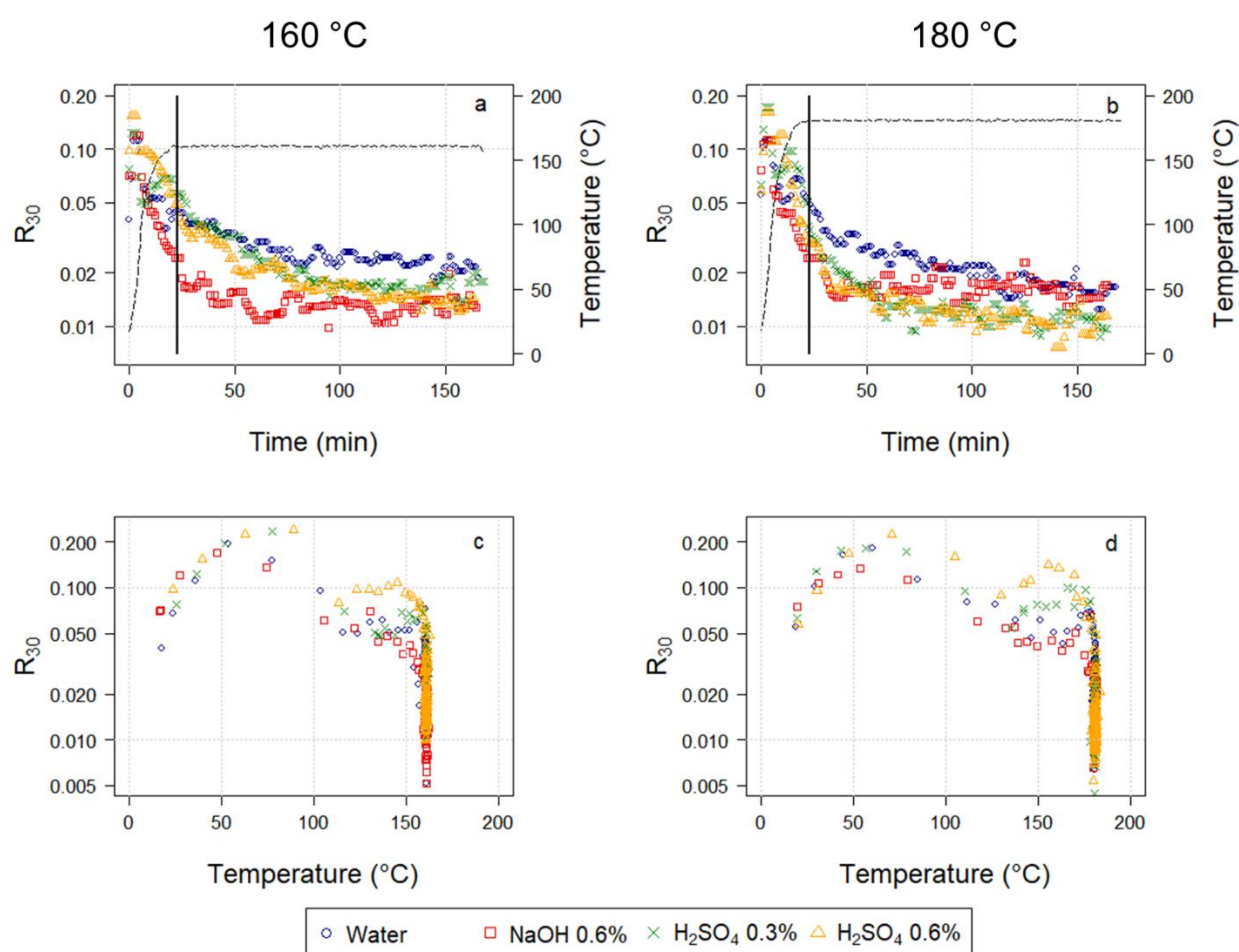 160 °C
180 °C
a
0.20
0.10
0.05
0.02
0.01
R30
200
150
100
50
0
Temperature (°C)
0
50
100
150
Time (min)
b
0.20
0.10
0.05
0.02
0.01
R30
200
150
100
50
0
Temperature (°C)
0
50
100
150
Time (min)
c
0.200
0.100
0.050
0.020
0.010
0.005
R30
0
50
100
150
200
Temperature (°C)
d
0.200
0.100
0.050
0.020
0.010
0.005
R30
0
50
100
150
200
Temperature (°C)
Water NaOH 0.6% H2SO4 0.3% H2SO4 0.6%